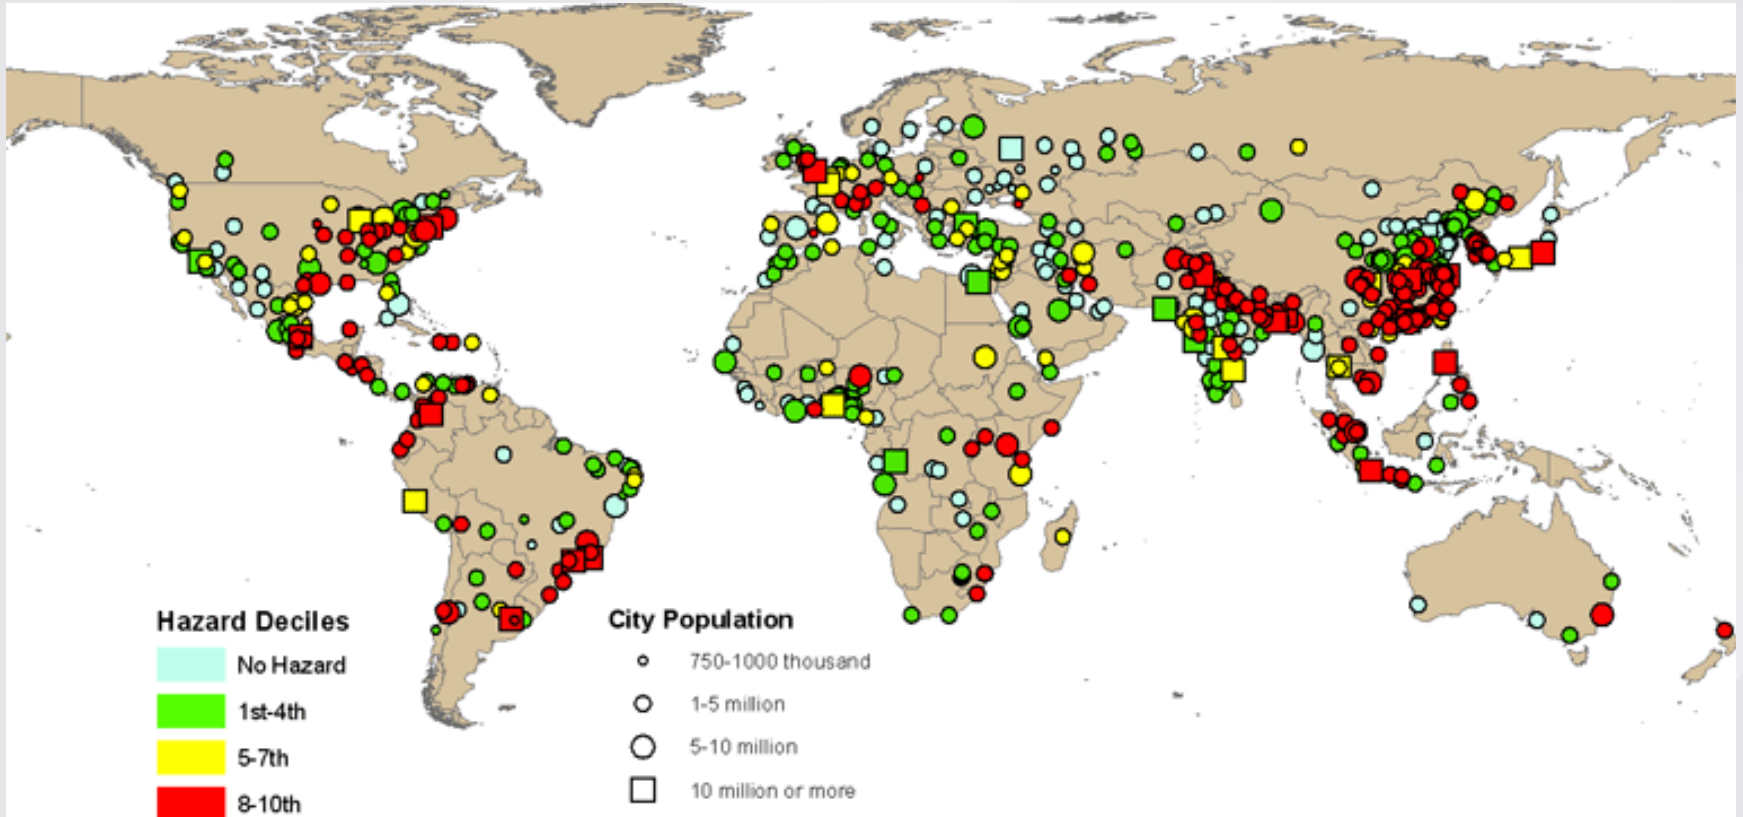 Hazard Deciles
No Hazard
1st-4th
5-7th
8-10th
City Population
750-1000 thousand
1-5 million
5-10 million
10 million or more